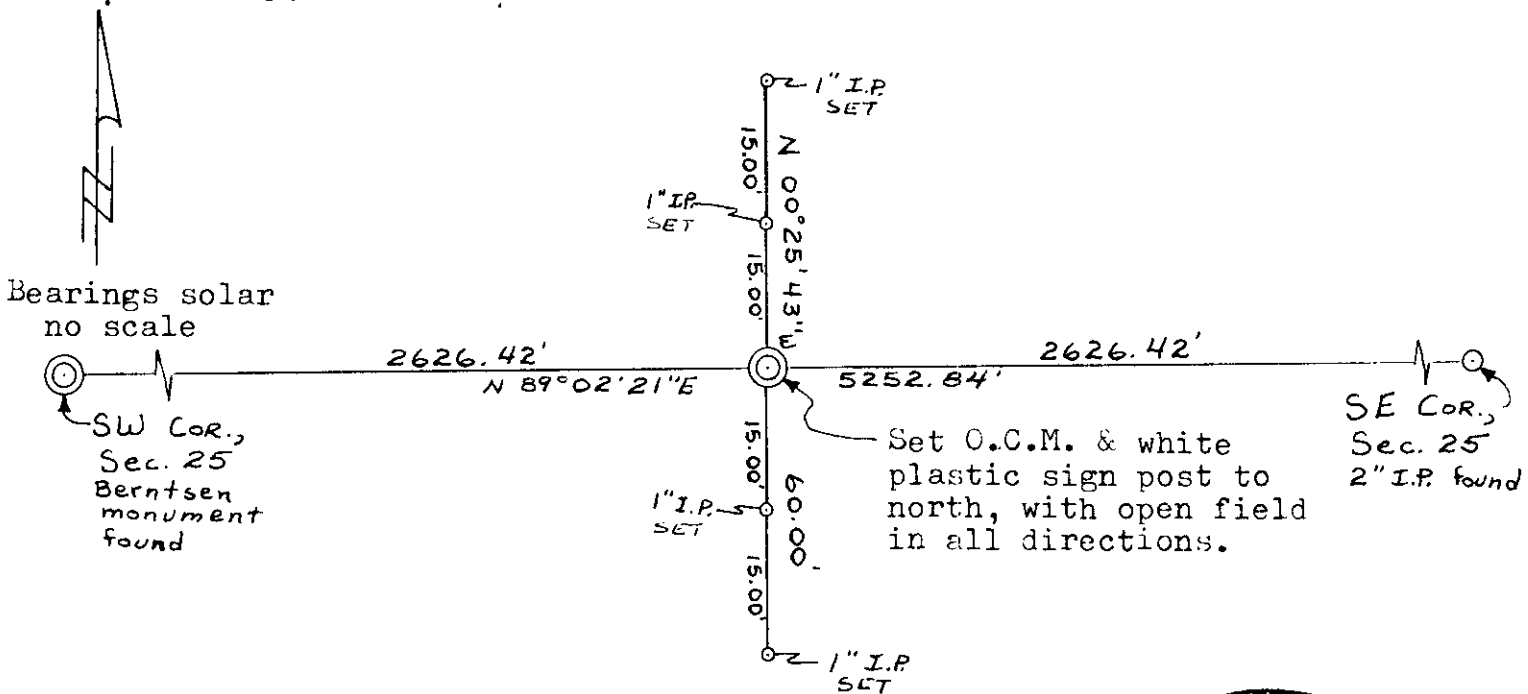 1" I.P.
SET
15.00'
N 00°25'43"W
1" I.P.
SET
15.00'
Bearings solar
no scale
2626.42'
2626.42'
N 89°02'21"E
5252.84'
SW COR.,
Sec. 25
Berntsen
monument
found
SE COR.,
Sec. 25
2" I.P. found
Set O.C.M. & white
plastic sign post to
north, with open field
in all directions.
15.00'
60.00'
1" I.P.
SET
15.00'
1" I.P.
SET